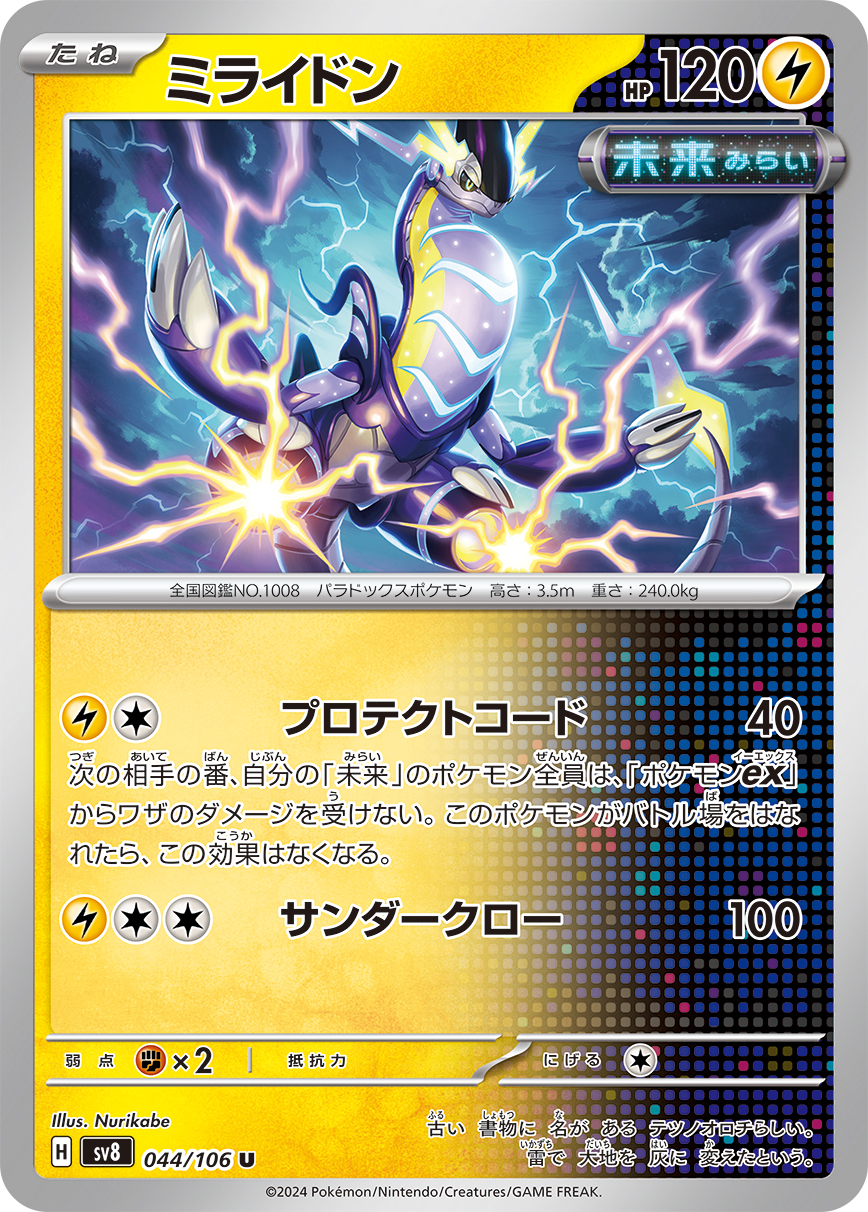 たね ミライドン HP 120
未来 みらい
全国図鑑NO.1008 パラドックスポケモン 高さ：3.5m 重さ：240.0kg
プロテクトコード 40
次の相手の番、自分の「未来」のポケモン全員は、「ポケモンex」
からワザのダメージを受けない。このポケモンがバトル場をはな
れたら、この効果はなくなる。
サンダークロー 100
弱点 ×2 抵抗力 にげる
Illus. Nurikabe
古い 書物に 名が ある テツノオロチらしい。
雷で 大地を 灰に 変えたという。
H sv8 044/106 U
©2024 Pokémon/Nintendo/Creatures/GAME FREAK.